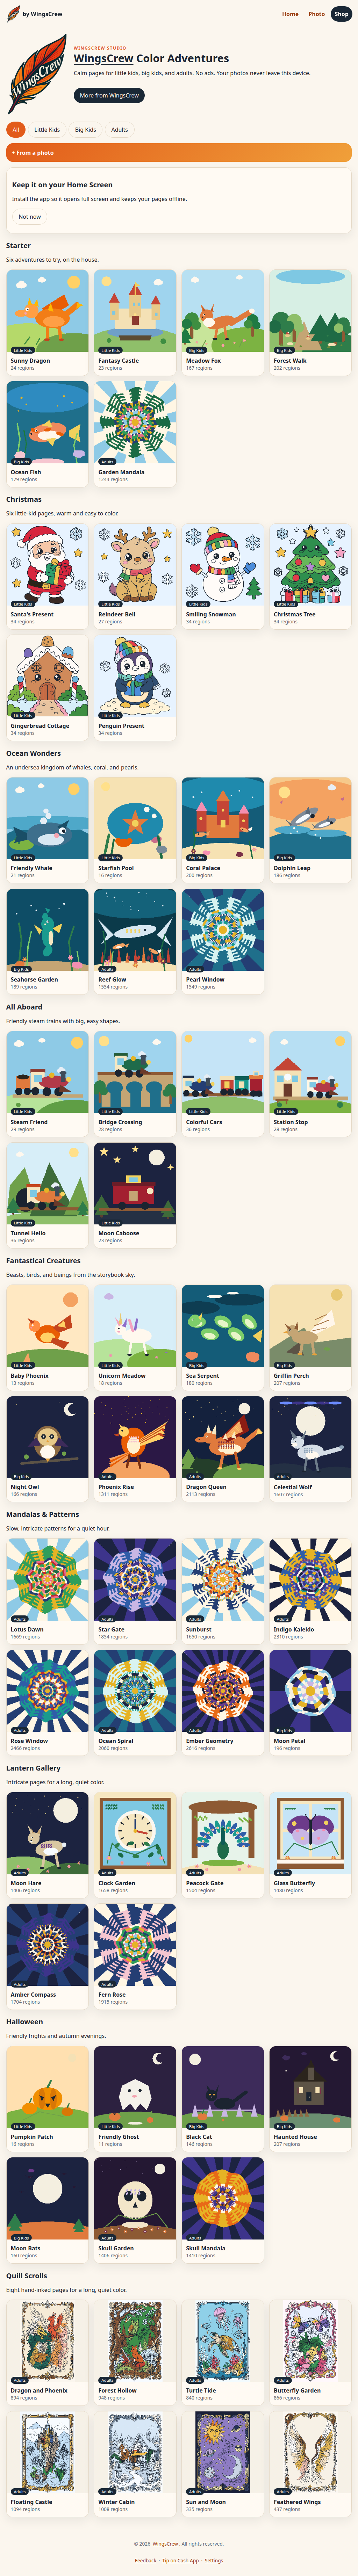 by WingsCrew
Home
Photo
Shop
WingsCrew
WINGSCREW STUDIO
WingsCrew Color Adventures
Calm pages for little kids, big kids, and adults. No ads. Your photos never leave this device.
More from WingsCrew
All
Little Kids
Big Kids
Adults
+ From a photo
Keep it on your Home Screen
Install the app so it opens full screen and keeps your pages offline.
Not now
Starter
Six adventures to try, on the house.
Little Kids
Sunny Dragon
24 regions
Little Kids
Fantasy Castle
23 regions
Big Kids
Meadow Fox
167 regions
Big Kids
Forest Walk
202 regions
Big Kids
Ocean Fish
179 regions
Adults
Garden Mandala
1244 regions
Christmas
Six little-kid pages, warm and easy to color.
Little Kids
Santa's Present
34 regions
Little Kids
Reindeer Bell
27 regions
Little Kids
Smiling Snowman
34 regions
Little Kids
Christmas Tree
34 regions
Little Kids
Gingerbread Cottage
34 regions
Little Kids
Penguin Present
34 regions
Ocean Wonders
An undersea kingdom of whales, coral, and pearls.
Little Kids
Friendly Whale
21 regions
Little Kids
Starfish Pool
16 regions
Big Kids
Coral Palace
200 regions
Big Kids
Dolphin Leap
186 regions
Big Kids
Seahorse Garden
189 regions
Adults
Reef Glow
1554 regions
Adults
Pearl Window
1549 regions
All Aboard
Friendly steam trains with big, easy shapes.
Little Kids
Steam Friend
29 regions
Little Kids
Bridge Crossing
28 regions
Little Kids
Colorful Cars
36 regions
Little Kids
Station Stop
28 regions
Little Kids
Tunnel Hello
36 regions
Little Kids
Moon Caboose
23 regions
Fantastical Creatures
Beasts, birds, and beings from the storybook sky.
Little Kids
Baby Phoenix
13 regions
Little Kids
Unicorn Meadow
18 regions
Big Kids
Sea Serpent
180 regions
Big Kids
Griffin Perch
207 regions
Big Kids
Night Owl
186 regions
Adults
Phoenix Rise
1311 regions
Adults
Dragon Queen
2113 regions
Adults
Celestial Wolf
1607 regions
Mandalas & Patterns
Slow, intricate patterns for a quiet hour.
Adults
Lotus Dawn
1669 regions
Adults
Star Gate
1854 regions
Adults
Sunburst
1650 regions
Adults
Indigo Kaleido
2310 regions
Adults
Rose Window
2466 regions
Adults
Ocean Spiral
2060 regions
Adults
Ember Geometry
2616 regions
Big Kids
Moon Petal
196 regions
Lantern Gallery
Intricate pages for a long, quiet color.
Adults
Moon Hare
1466 regions
Adults
Clock Garden
1658 regions
Adults
Peacock Gate
1504 regions
Adults
Glass Butterfly
1480 regions
Adults
Amber Compass
1704 regions
Adults
Fern Rose
1915 regions
Halloween
Friendly frights and autumn evenings.
Little Kids
Pumpkin Patch
16 regions
Little Kids
Friendly Ghost
11 regions
Big Kids
Black Cat
146 regions
Big Kids
Haunted House
207 regions
Big Kids
Moon Bats
160 regions
Adults
Skull Garden
1406 regions
Adults
Skull Mandala
1410 regions
Quill Scrolls
Eight hand-inked pages for a long, quiet color.
Adults
Dragon and Phoenix
894 regions
Adults
Forest Hollow
948 regions
Adults
Turtle Tide
840 regions
Adults
Butterfly Garden
866 regions
Adults
Floating Castle
1094 regions
Adults
Winter Cabin
1008 regions
Adults
Sun and Moon
335 regions
Adults
Feathered Wings
437 regions
© 2026 WingsCrew. All rights reserved.
Feedback · Tip on Cash App · Settings